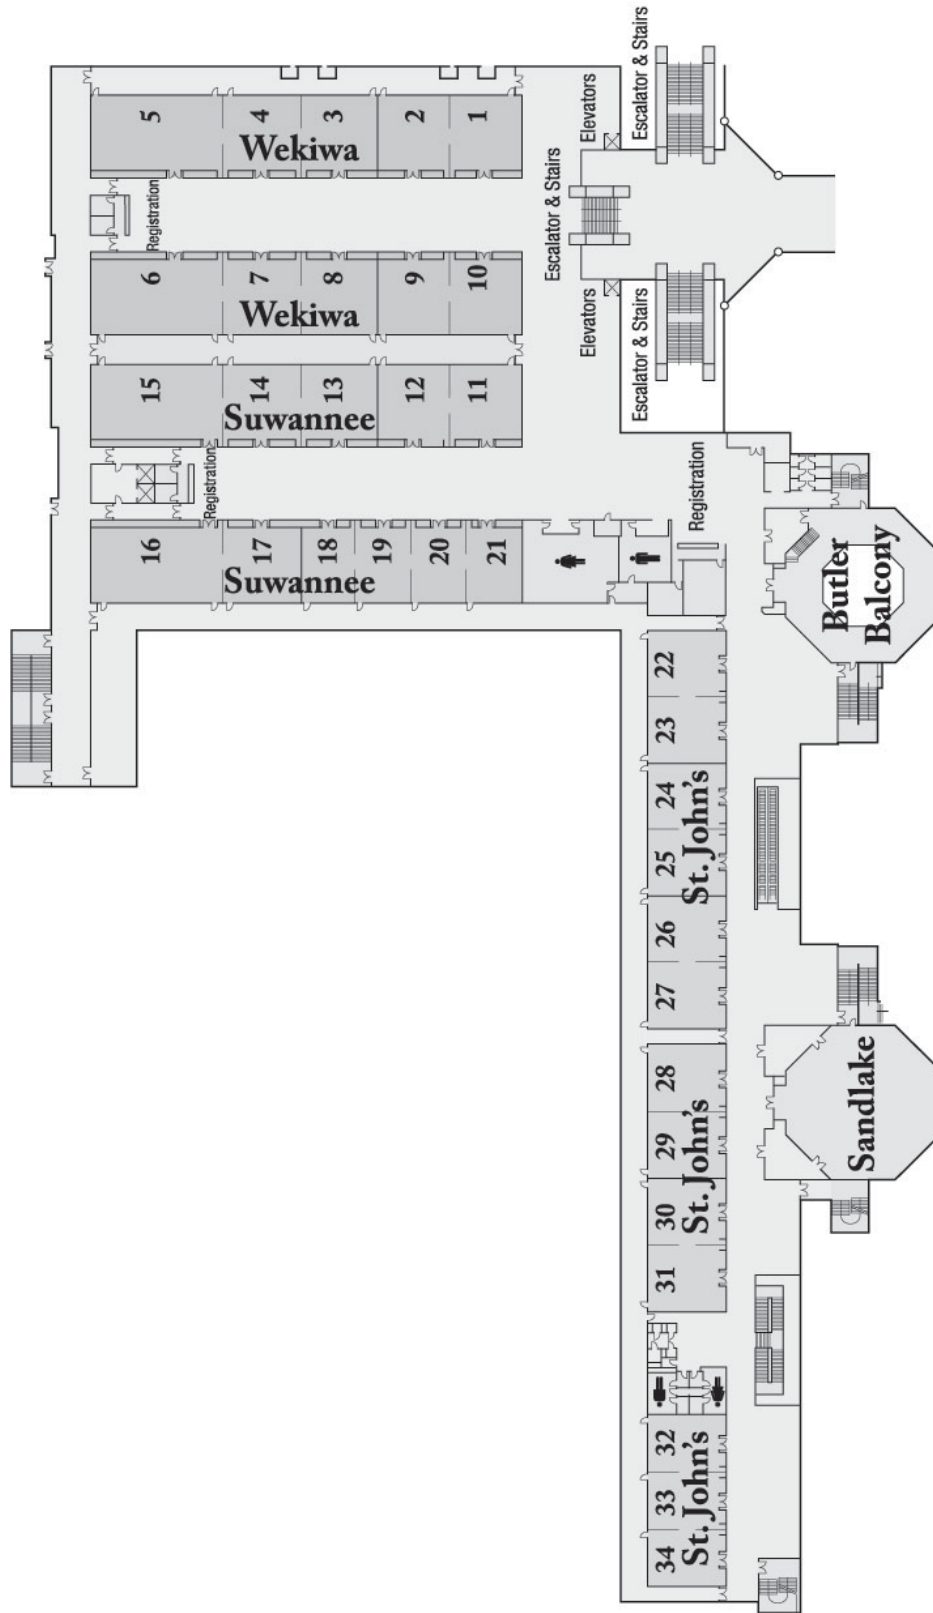 Escalator & Stairs
Elevators
Escalator & Stairs
5
4
3
2
1
Wekiwa
Registration
Escalator & Stairs
6
7
8
9
10
Wekiwa
Elevators
Escalator & Stairs
15
14
13
12
11
Suwannee
Registration
Registration
16
17
18
19
20
21
Suwannee
Butler
Balcony
22
23
24
25
St. John's
26
27
28
29
30
31
St. John's
Sandlake
32
33
34
St. John's